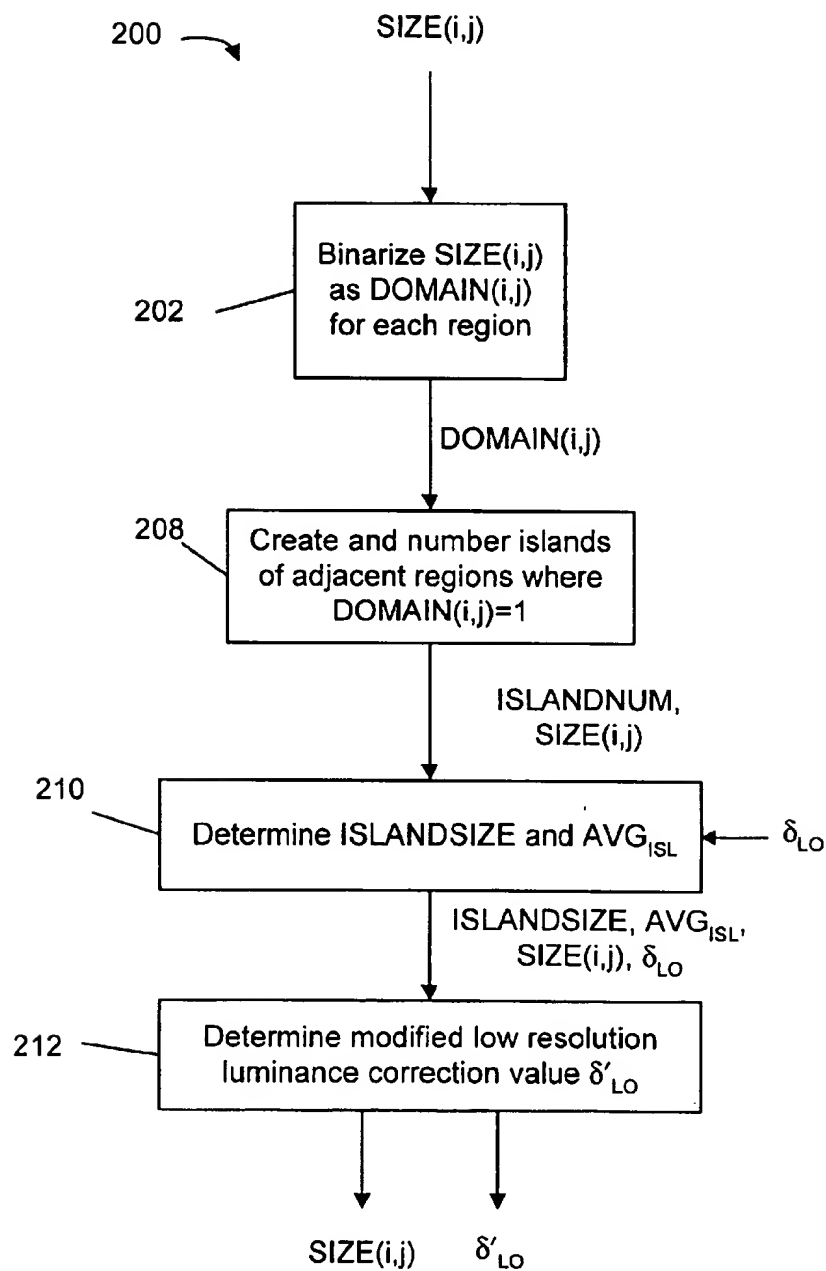 200
SIZE(i,j)
Binarize SIZE(i,j)
as DOMAIN(i,j)
for each region
202
DOMAIN(i,j)
208
Create and number islands
of adjacent regions where
DOMAIN(i,j)=1
ISLANDNUM,
SIZE(i,j)
210
Determine ISLANDSIZE and AVG_ISL
δ_LO
ISLANDSIZE, AVG_ISL,
SIZE(i,j), δ_LO
212
Determine modified low resolution
luminance correction value δ′_LO
SIZE(i,j)
δ′_LO